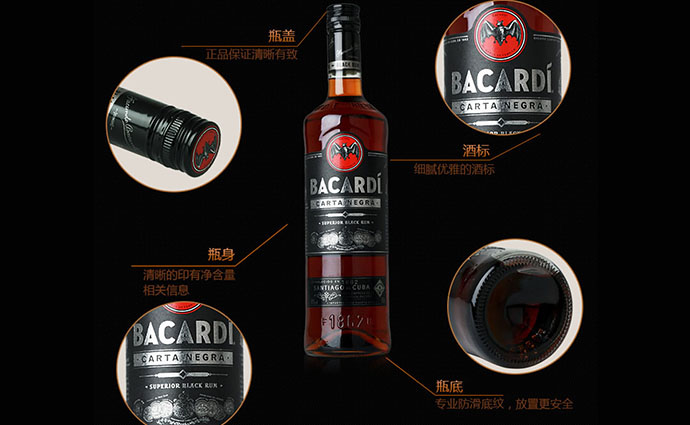 瓶盖
正品保证清晰有致
BACARDÍ
CARTA NEGRA
SUPERIOR BLACK RUM
酒标
细腻优雅的酒标
BLACK RUM
BACARDÍ
CARTA NEGRA
SUPERIOR BLACK RUM
SANTIAGO CUBA
1862
瓶身
清晰的印有净含量
相关信息
BACARDÍ
CARTA NEGRA
SUPERIOR BLACK RUM
瓶底
专业防滑底纹，放置更安全